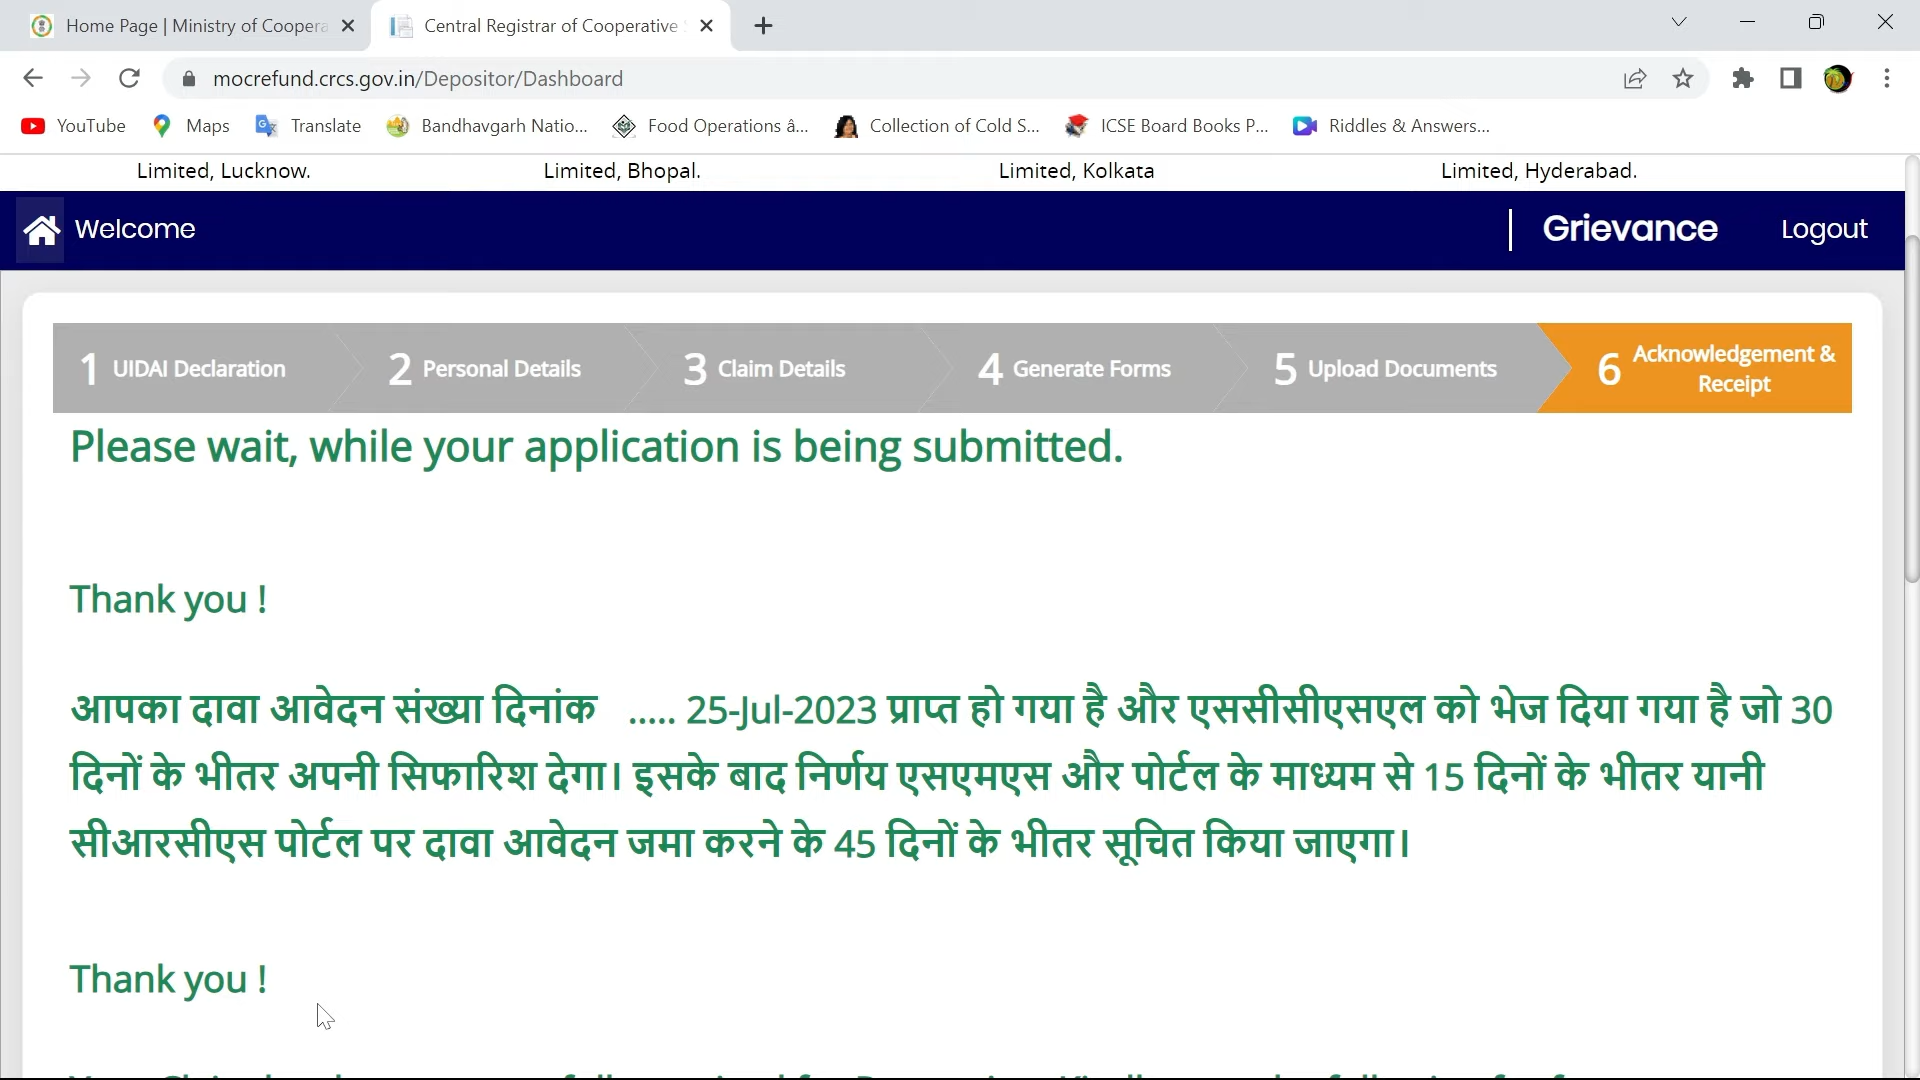 Home Page | Ministry of Coopera
Central Registrar of Cooperative
mocrefund.crcs.gov.in/Depositor/Dashboard
YouTube Maps Translate Bandhavgarh Natio... Food Operations â... Collection of Cold S... ICSE Board Books P... Riddles & Answers...
Limited, Lucknow. Limited, Bhopal. Limited, Kolkata Limited, Hyderabad.
Welcome Grievance Logout
1 UIDAI Declaration 2 Personal Details 3 Claim Details 4 Generate Forms 5 Upload Documents 6 Acknowledgement &
Receipt
Please wait, while your application is being submitted.
Thank you !
आपका दावा आवेदन संख्या दिनांक ..... 25-Jul-2023 प्राप्त हो गया है और एससीसीएसएल को भेज दिया गया है जो 30
दिनों के भीतर अपनी सिफारिश देगा। इसके बाद निर्णय एसएमएस और पोर्टल के माध्यम से 15 दिनों के भीतर यानी
सीआरसीएस पोर्टल पर दावा आवेदन जमा करने के 45 दिनों के भीतर सूचित किया जाएगा।
Thank you !